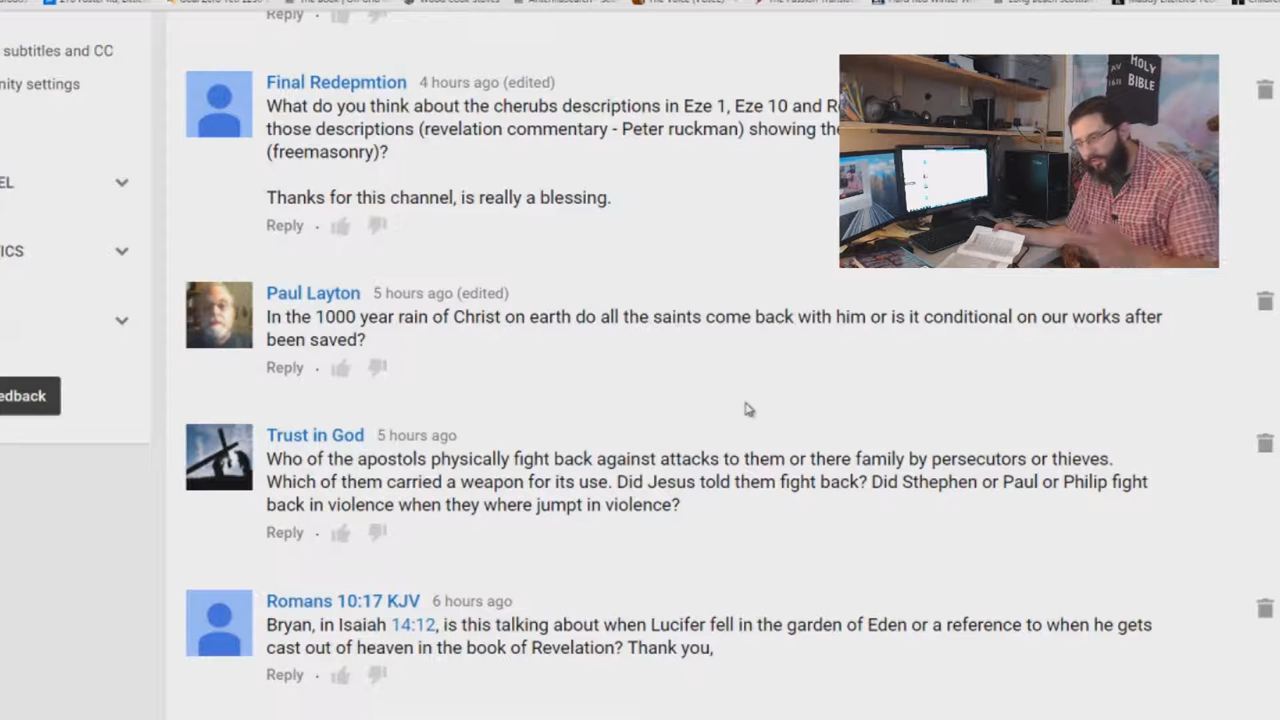 Reply
subtitles and CC
nity settings
EL
ICS
edback
Final Redepmtion 4 hours ago (edited)
What do you think about the cherubs descriptions in Eze 1, Eze 10 and R
those descriptions (revelation commentary - Peter ruckman) showing the
(freemasonry)?
Thanks for this channel, is really a blessing.
Reply
AV 1611 HOLY
BIBLE
Paul Layton 5 hours ago (edited)
In the 1000 year rain of Christ on earth do all the saints come back with him or is it conditional on our works after
been saved?
Reply
Trust in God 5 hours ago
Who of the apostols physically fight back against attacks to them or there family by persecutors or thieves.
Which of them carried a weapon for its use. Did Jesus told them fight back? Did Sthephen or Paul or Philip fight
back in violence when they where jumpt in violence?
Reply
Romans 10:17 KJV 6 hours ago
Bryan, in Isaiah 14:12, is this talking about when Lucifer fell in the garden of Eden or a reference to when he gets
cast out of heaven in the book of Revelation? Thank you,
Reply